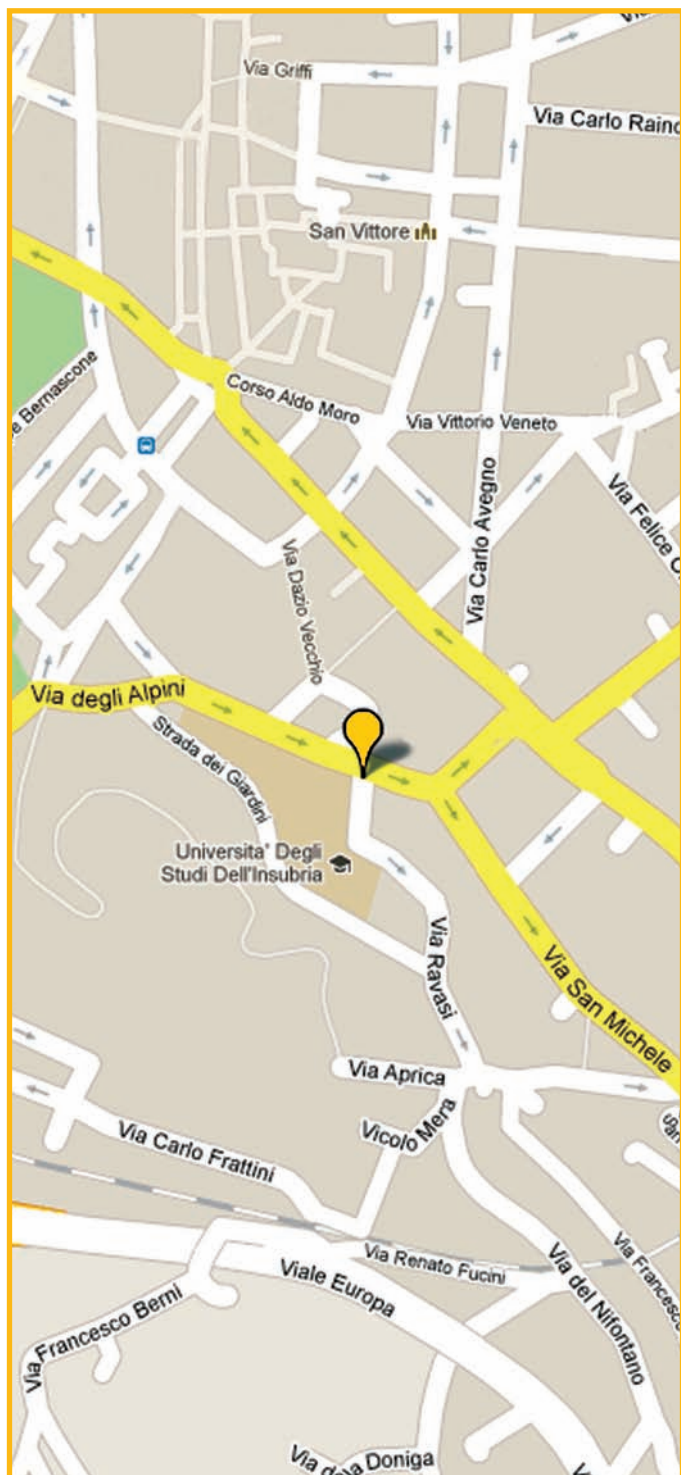 Via Griffi
Via Carlo Raino
San Vittore
Bernascone
Corso Aldo Moro
Via Vittorio Veneto
Via Felice
Via Carlo Avegno
Via Dazio Vecchio
Via degli Alpini
Strada dei Giardini
Universita' Degli
Studi Dell'Insubria
Via Ravasi
Via San Michele
Via Aprica
Vicolo Mera
Via Carlo Frattini
Via Renato Fucini
Via Francesco
Viale Europa
Via del Nifontano
Via Francesco Berni
Doniga